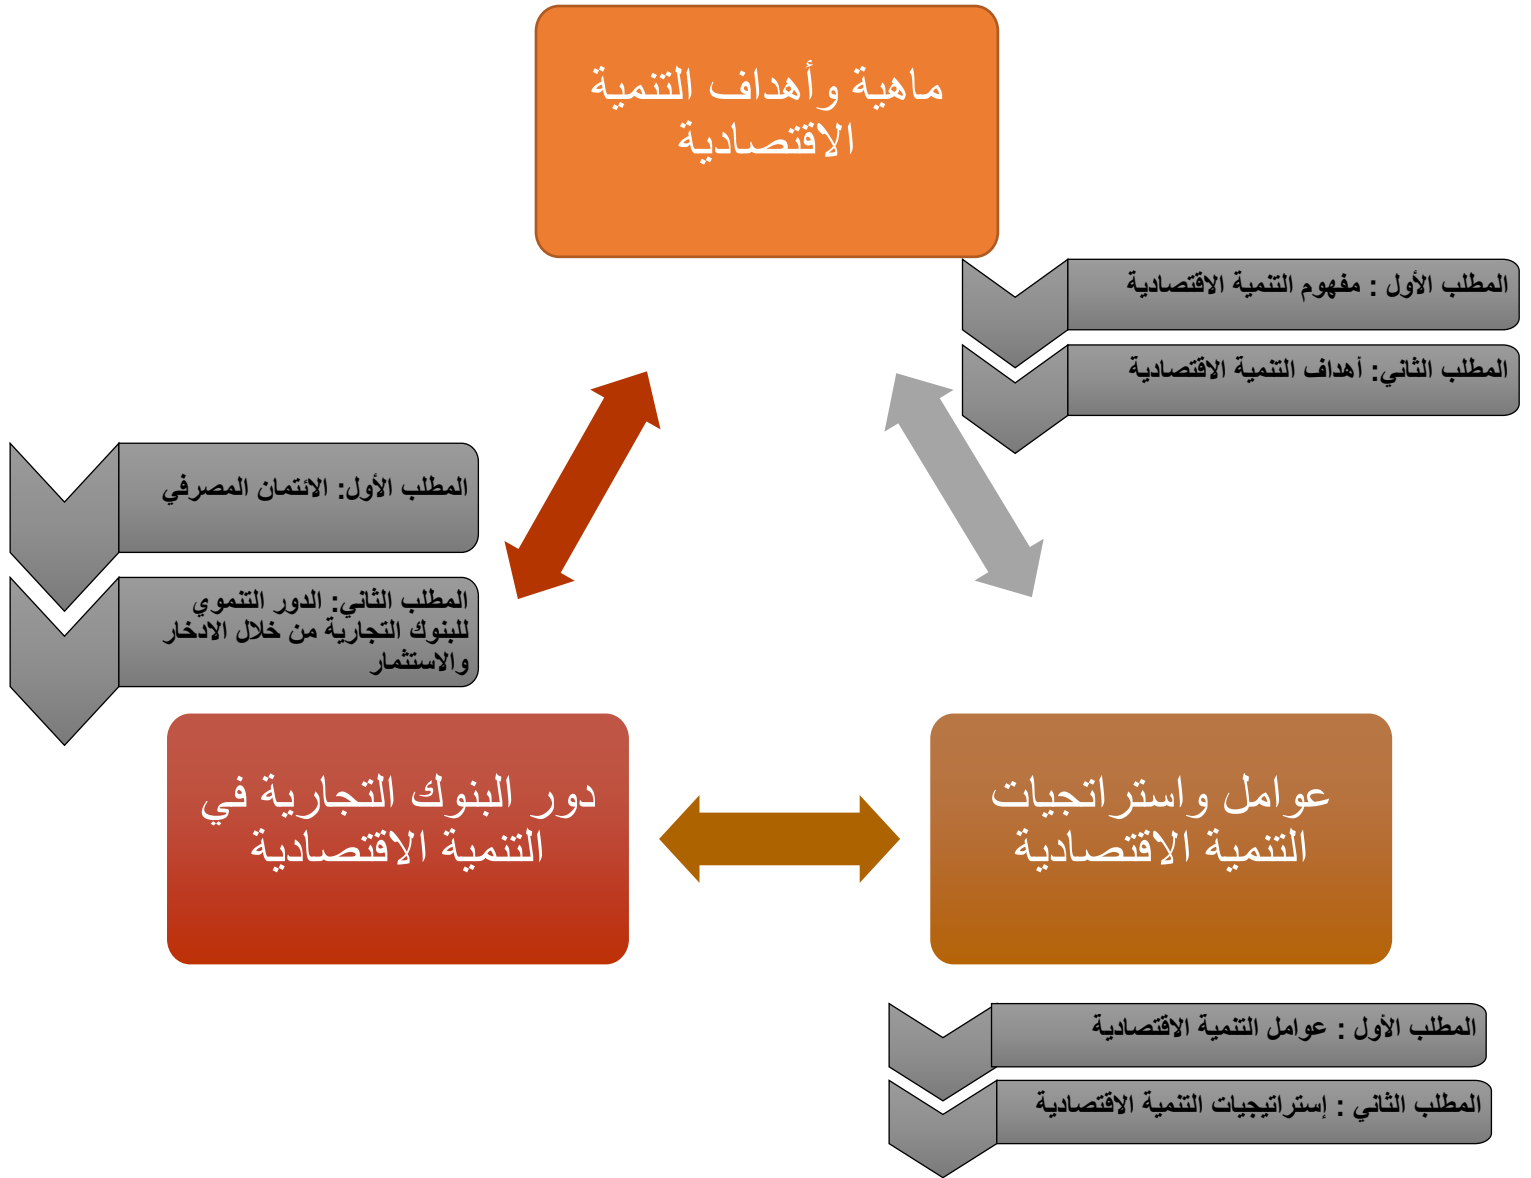 ماهية وأهداف التنمية
الاقتصادية
المطلب الأول : مفهوم التنمية الاقتصادية
المطلب الثاني: أهداف التنمية الاقتصادية
المطلب الأول: الائتمان المصرفي
المطلب الثاني: الدور التنموي
للبنوك التجارية من خلال الادخار
والاستثمار
عوامل واستراتجيات
التنمية الاقتصادية
دور البنوك التجارية في
التنمية الاقتصادية
المطلب الأول : عوامل التنمية الاقتصادية
المطلب الثاني : إستراتيجيات التنمية الاقتصادية